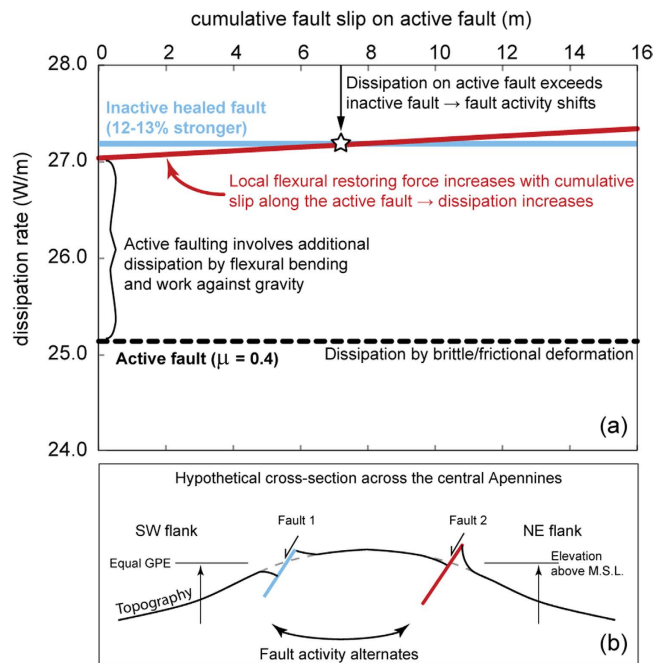 cumulative fault slip on active fault (m)
0 2 4 6 8 10 12 14 16
28.0
27.0
26.0
25.0
24.0
dissipation rate (W/m)
Dissipation on active fault exceeds
inactive fault → fault activity shifts
Inactive healed fault
(12-13% stronger)
Local flexural restoring force increases with cumulative
slip along the active fault → dissipation increases
Active faulting involves additional
dissipation by flexural bending
and work against gravity
Active fault (μ = 0.4)
Dissipation by brittle/frictional deformation
(a)
Hypothetical cross-section across the central Apennines
SW flank
Fault 1
Fault 2
NE flank
Equal GPE
Elevation
above M.S.L.
Topography
Fault activity alternates
(b)